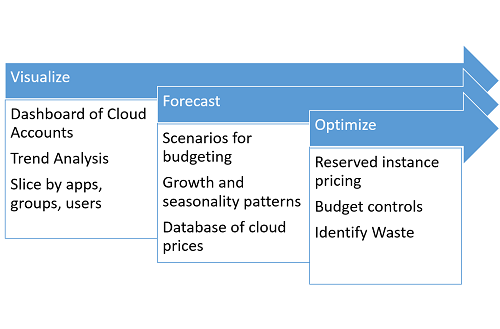 Visualize
Dashboard of Cloud
Accounts
Trend Analysis
Slice by apps,
groups, users
Forecast
Scenarios for
budgeting
Growth and
seasonality patterns
Database of cloud
prices
Optimize
Reserved instance
pricing
Budget controls
Identify Waste